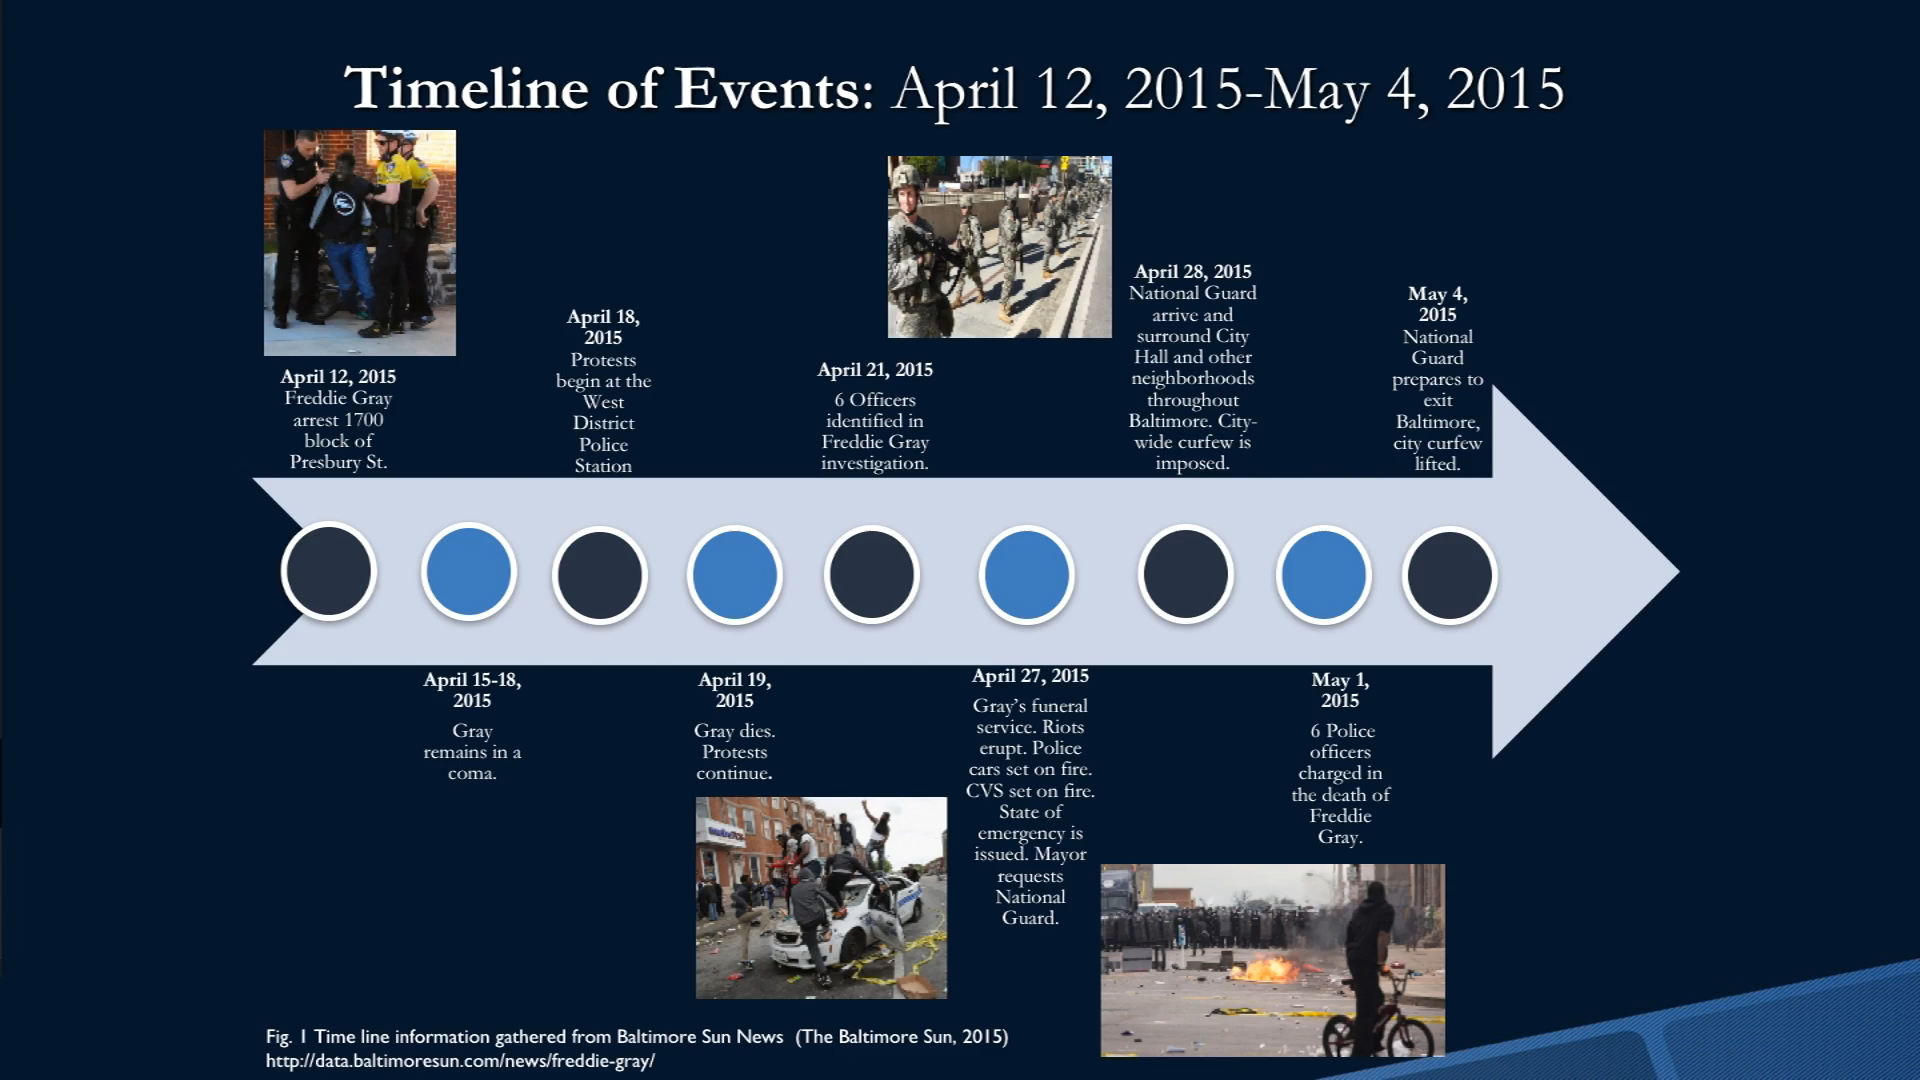 Timeline of Events: April 12, 2015-May 4, 2015
April 12, 2015
Freddie Gray
arrest 1700
block of
Presbury St.
April 15-18,
2015
Gray
remains in a
coma.
April 18,
2015
Protests
begin at the
West
District
Police
Station
April 19,
2015
Gray dies.
Protests
continue.
April 21, 2015
6 Officers
identified in
Freddie Gray
investigation.
April 27, 2015
Gray's funeral
service. Riots
erupt. Police
cars set on fire.
CVS set on fire.
State of
emergency is
issued. Mayor
requests
National
Guard.
April 28, 2015
National Guard
arrive and
surround City
Hall and other
neighborhoods
throughout
Baltimore. City-
wide curfew is
imposed.
May 1,
2015
6 Police
officers
charged in
the death of
Freddie
Gray.
May 4,
2015
National
Guard
prepares to
exit
Baltimore,
city curfew
lifted.
Fig. 1 Time line information gathered from Baltimore Sun News (The Baltimore Sun, 2015)
http://data.baltimoresun.com/news/freddie-gray/